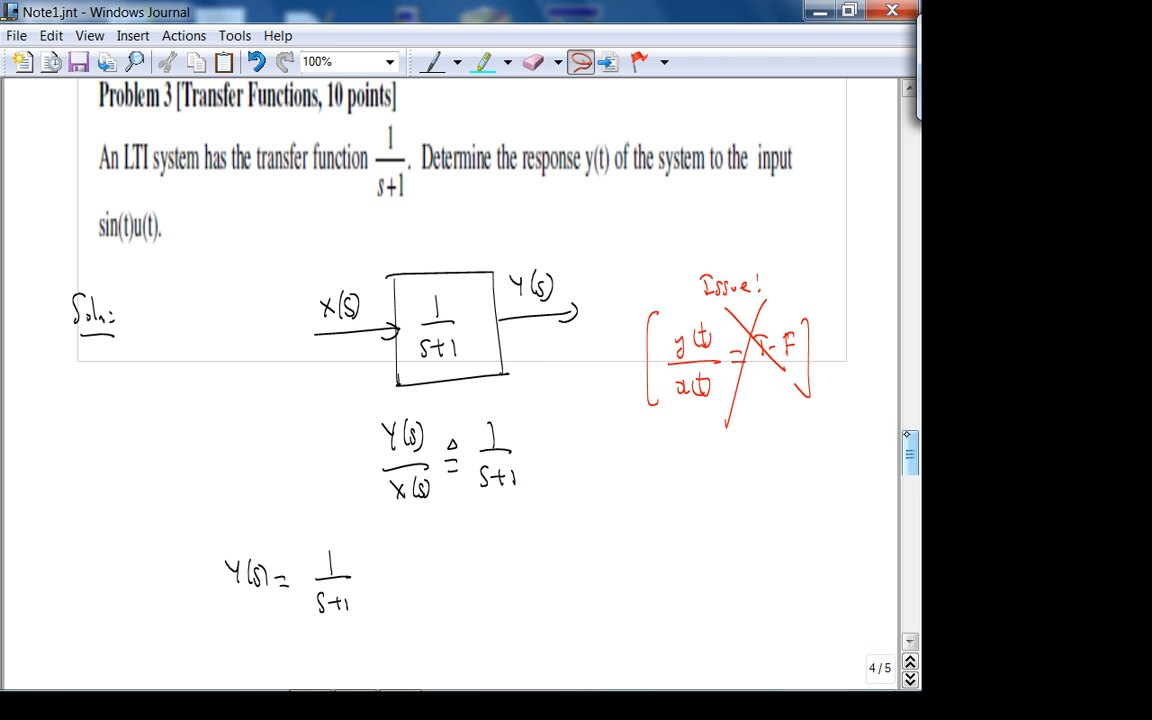 Note1.jnt - Windows Journal
File Edit View Insert Actions Tools Help
100%
Problem 3 [Transfer Functions, 10 points]
An LTI system has the transfer function 1/(s+1). Determine the response y(t) of the system to the input
sin(t)u(t).
Soln:
X(s)
1/(s+1)
Y(s)
Issue!
[ y(t)/x(t) = T-F ]
Y(s)/X(s) ≜ 1/(s+1)
Y(s) = 1/(s+1)
4 / 5